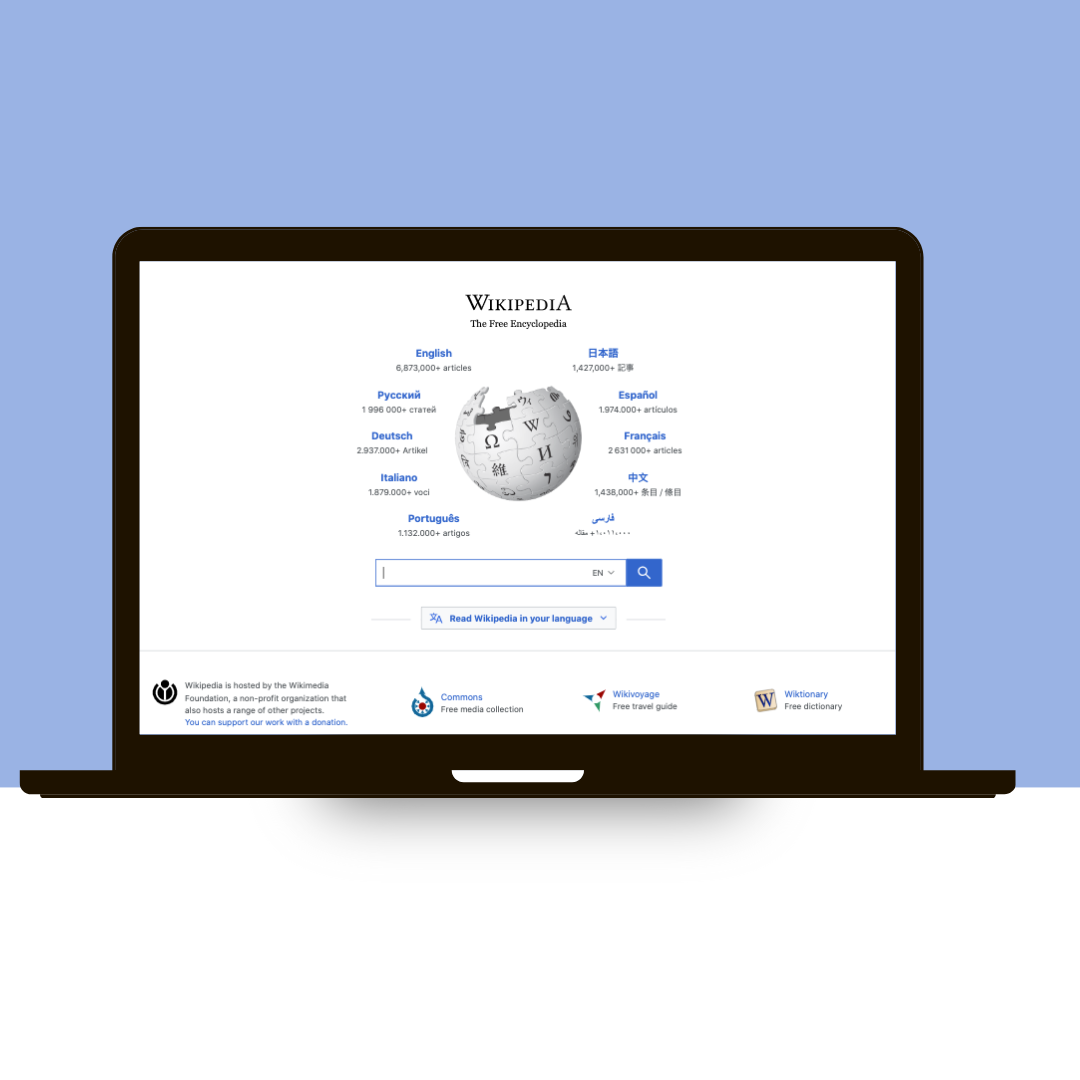 WIKIPEDIA
The Free Encyclopedia
English
6,873,000+ articles
日本語
1,427,000+ 記事
Русский
1 996 000+ статей
Español
1.974.000+ artículos
Deutsch
2.937.000+ Artikel
Français
2 631 000+ articles
Italiano
1.879.000+ voci
中文
1,438,000+ 条目 / 條目
Português
1.132.000+ artigos
فارسی
مقاله
Ω
W
И
維
EN
Read Wikipedia in your language
Wikipedia is hosted by the Wikimedia
Foundation, a non-profit organization that
also hosts a range of other projects.
You can support our work with a donation.
Commons
Free media collection
Wikivoyage
Free travel guide
W
Wiktionary
Free dictionary